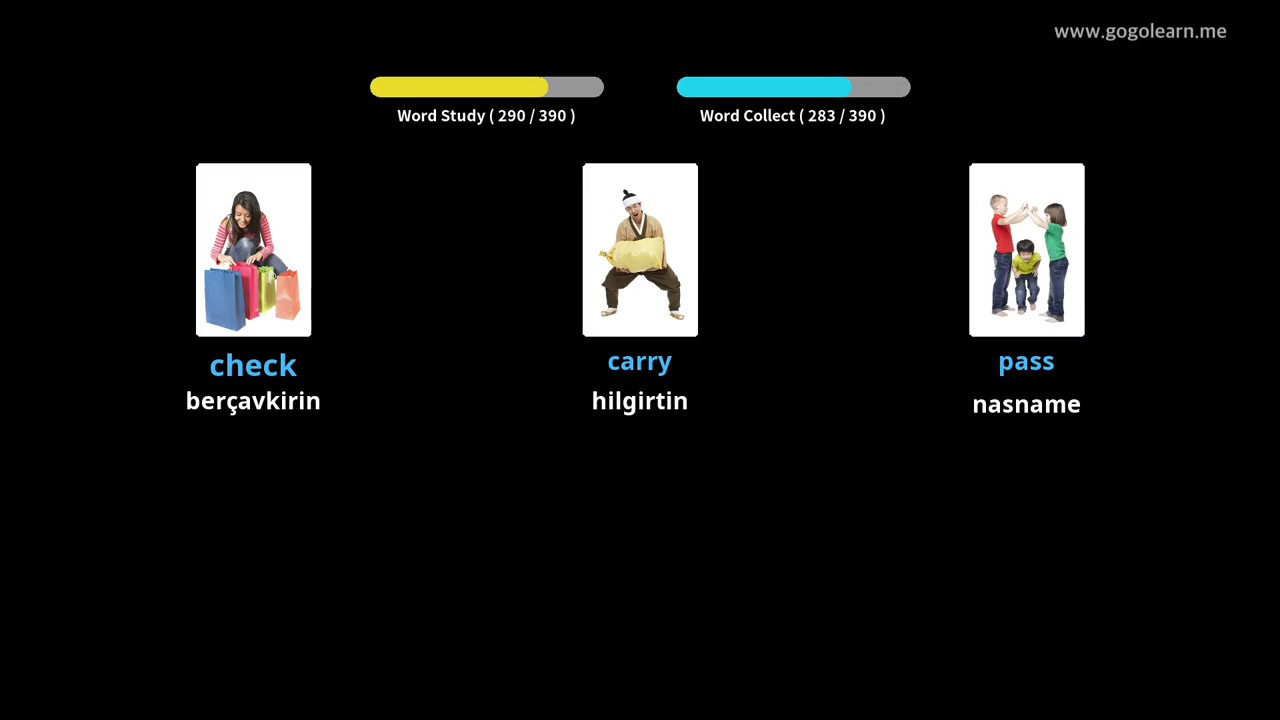 www.gogolearn.me
Word Study ( 290 / 390 )
Word Collect ( 283 / 390 )
check
berçavkirin
carry
hilgirtin
pass
nasname